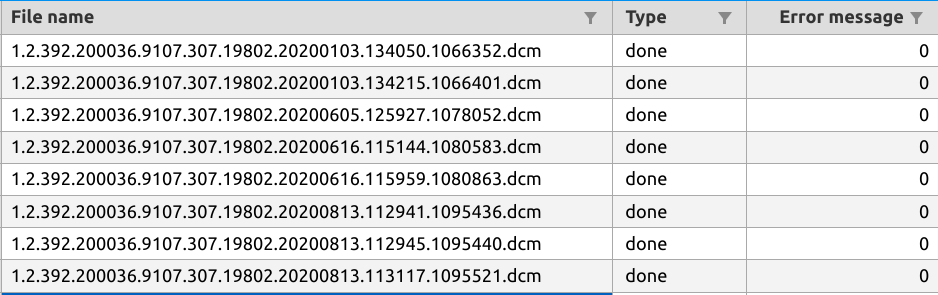 File name Type Error message
1.2.392.200036.9107.307.19802.20200103.134050.1066352.dcm done 0
1.2.392.200036.9107.307.19802.20200103.134215.1066401.dcm done 0
1.2.392.200036.9107.307.19802.20200605.125927.1078052.dcm done 0
1.2.392.200036.9107.307.19802.20200616.115144.1080583.dcm done 0
1.2.392.200036.9107.307.19802.20200616.115959.1080863.dcm done 0
1.2.392.200036.9107.307.19802.20200813.112941.1095436.dcm done 0
1.2.392.200036.9107.307.19802.20200813.112945.1095440.dcm done 0
1.2.392.200036.9107.307.19802.20200813.113117.1095521.dcm done 0